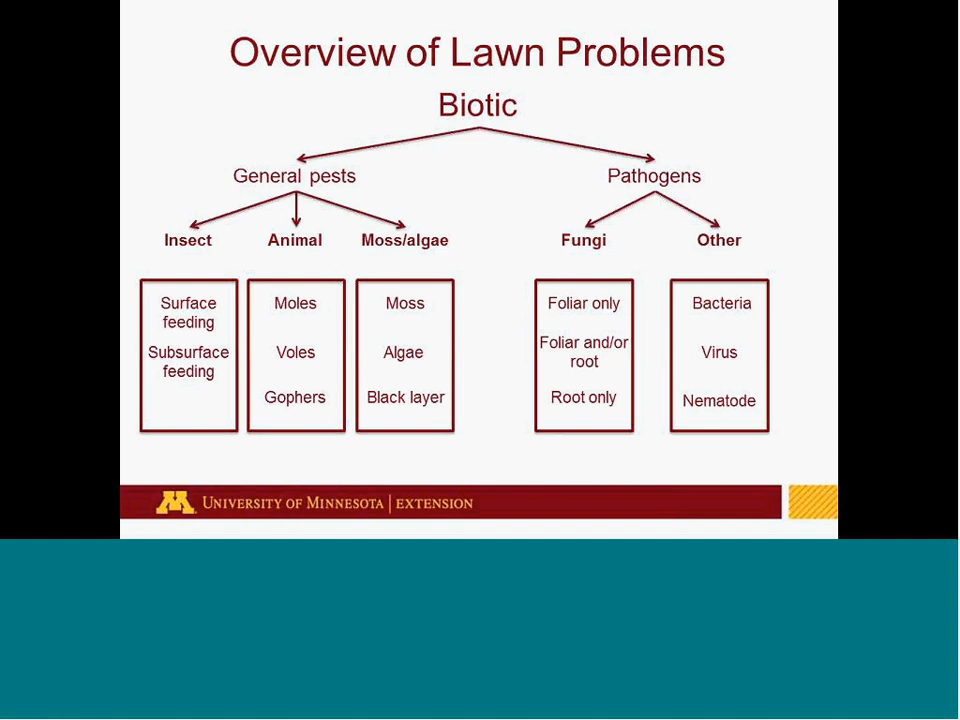 Overview of Lawn Problems
Biotic
General pests
Pathogens
Insect
Animal
Moss/algae
Fungi
Other
Surface
feeding
Subsurface
feeding
Moles
Voles
Gophers
Moss
Algae
Black layer
Foliar only
Foliar and/or
root
Root only
Bacteria
Virus
Nematode
M UNIVERSITY OF MINNESOTA | EXTENSION